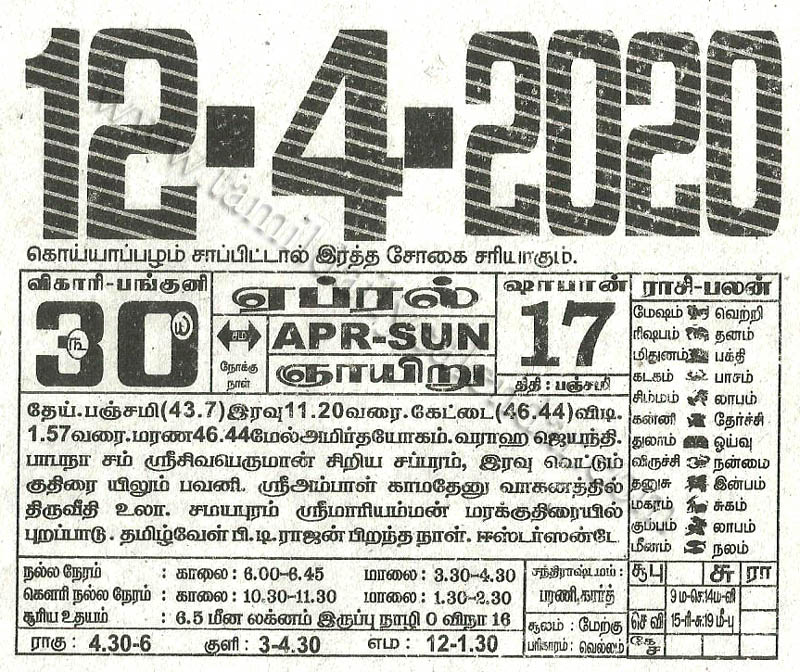 12-4-2020
கொய்யாப்பழம் சாப்பிட்டால் இரத்த சோகை சரியாகும்.
விகாரி-பங்குனி
30
சம
நோக்கு
நாள்
ஏப்ரல்
APR-SUN
ஞாயிறு
ஷாபான்
17
திதி: பஞ்சமி
ராசி-பலன்
மேஷம் வெற்றி
ரிஷபம் தனம்
மிதுனம் பக்தி
கடகம் பாசம்
சிம்மம் லாபம்
கன்னி தேர்ச்சி
துலாம் ஓய்வு
விருச்சி நன்மை
தனுசு இன்பம்
மகரம் சுகம்
கும்பம் லாபம்
மீனம் நலம்
தேய்.பஞ்சமி(43.7)இரவு11.20வரை.கேட்டை(46.44)விடி.
1.57வரை.மரண46.44மேல்அமிர்தயோகம்.வராஹ ஜெயந்தி.
பாபநா சம் ஸ்ரீசிவபெருமான் சிறிய சப்பரம், இரவு வெட்டும்
குதிரை யிலும் பவனி. ஸ்ரீஅம்பாள் காமதேனு வாகனத்தில்
திருவீதி உலா. சமயபுரம் ஸ்ரீமாரியம்மன் மரக்குதிரையில்
புறப்பாடு. தமிழ்வேள் பி.டி.ராஜன் பிறந்த நாள். ஈஸ்டர்ஸன்டே.
நல்ல நேரம் : காலை: 6.00-6.45 மாலை: 3.30-4.30
கௌரி நல்ல நேரம் : காலை: 10.30-11.30 மாலை: 1.30-2.30
சூரிய உதயம் : 6.5 மீன லக்னம் இருப்பு நாழி 0 விநா 16
ராகு: 4.30-6 குளி: 3-4.30 எம: 12-1.30
சந்திராஷ்டமம்:
பரணி,கார்த்
சூலம்: மேற்கு
பரிகாரம்: வெல்லம்
சூபு சு ரா
9 ம-செ:14ய-வி
செ வி 15-ரி-சு:19 மீ-பு
கே